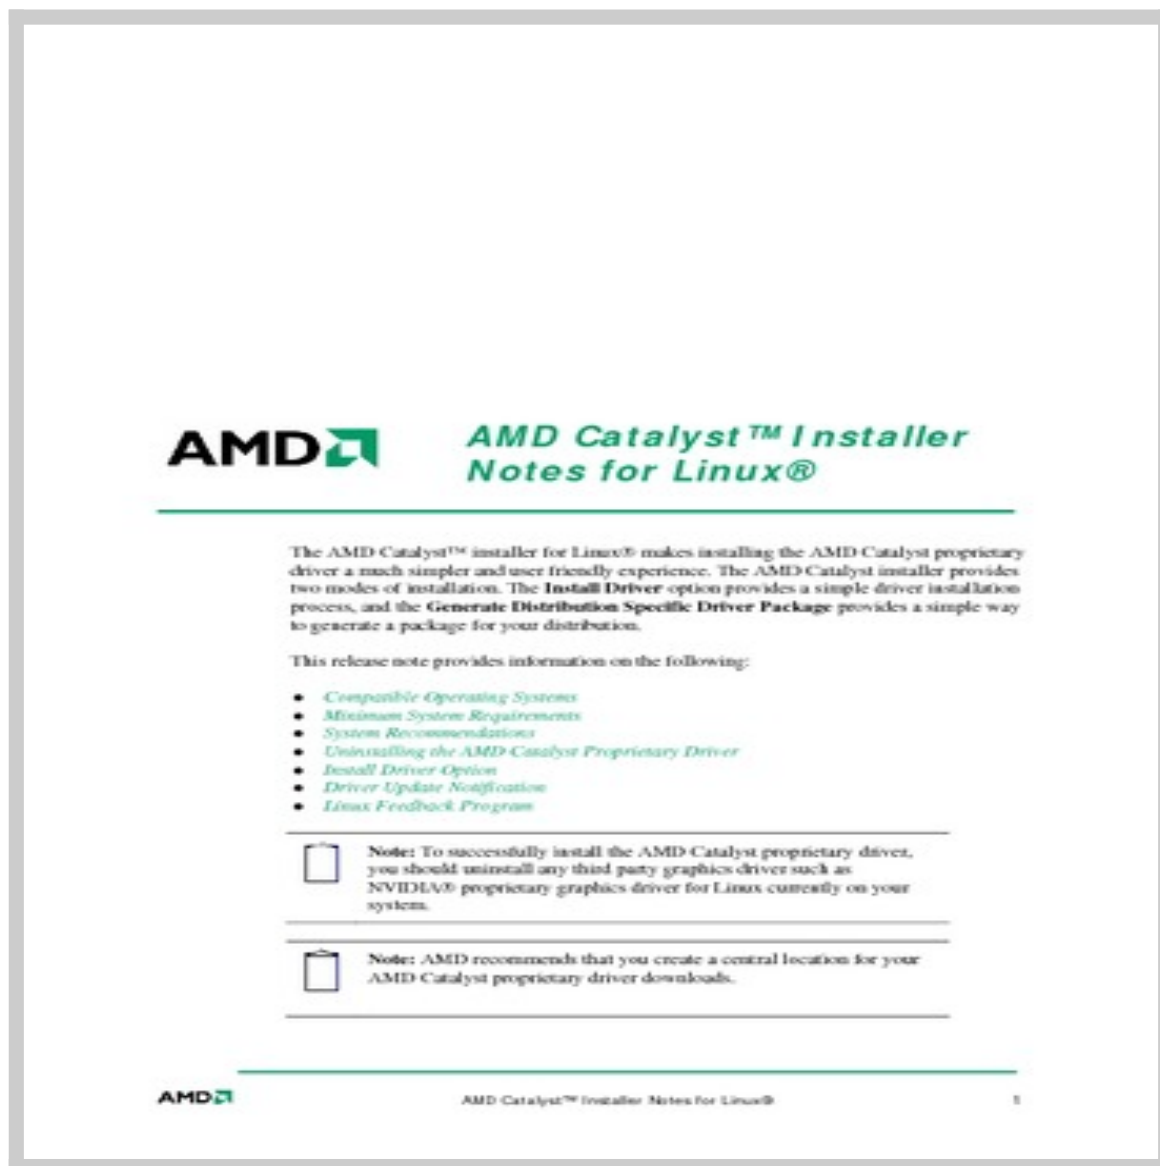 AMD
AMD Catalyst™ Installer
Notes for Linux®
The AMD Catalyst™ installer for Linux® makes installing the AMD Catalyst proprietary
driver a much simpler and user friendly experience. The AMD Catalyst installer provides
two modes of installation. The Install Driver option provides a simple driver installation
process, and the Generate Distribution Specific Driver Package provides a simple way
to generate a package for your distribution.
This release note provides information on the following:
● Compatible Operating Systems
● Minimum System Requirements
● System Recommendations
● Uninstalling the AMD Catalyst Proprietary Driver
● Install Driver Option
● Driver Update Notification
● Linux Feedback Program
Note: To successfully install the AMD Catalyst proprietary driver,
you should uninstall any third party graphics driver such as
NVIDIA® proprietary graphics driver for Linux currently on your
system.
Note: AMD recommends that you create a central location for your
AMD Catalyst proprietary driver downloads.
AMD AMD Catalyst™ Installer Notes for Linux® 1